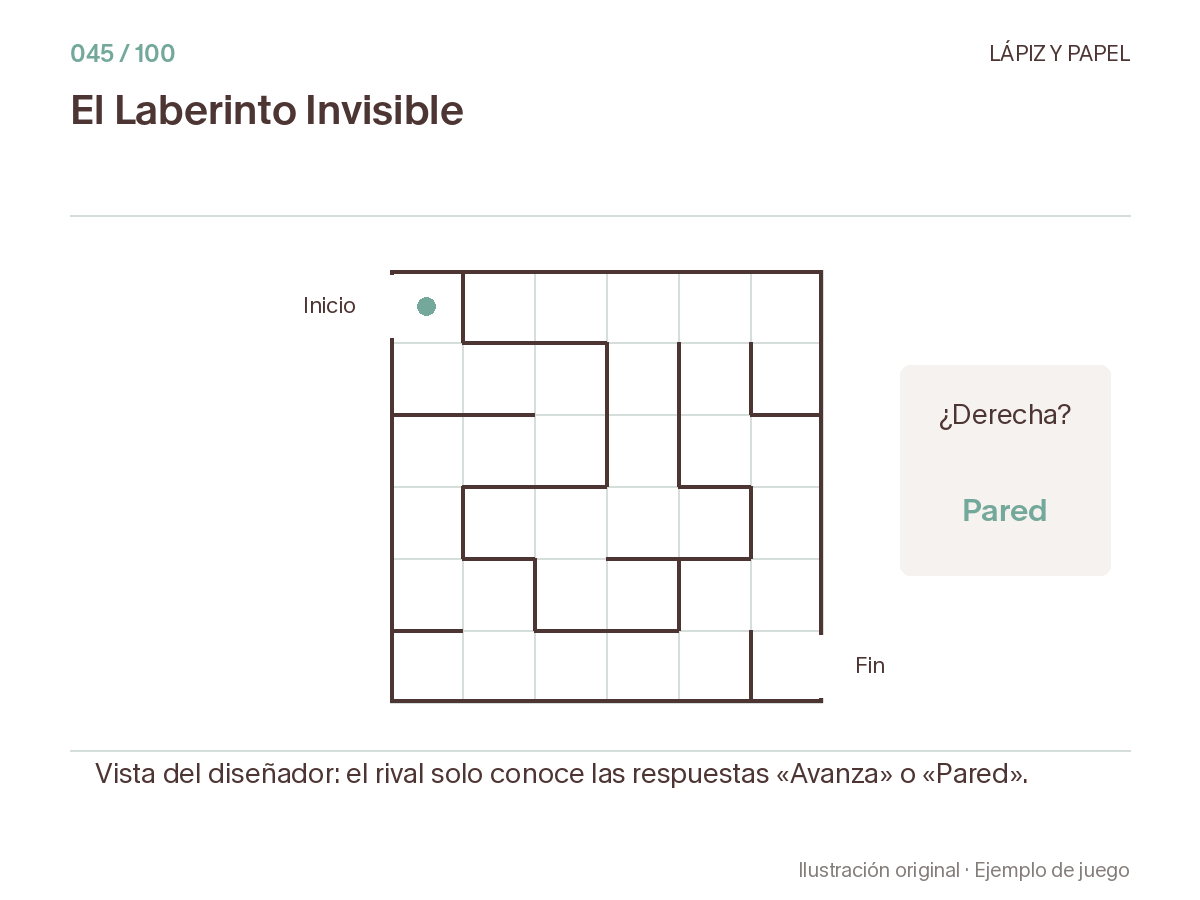 045 / 100
LÁPIZ Y PAPEL
El Laberinto Invisible
Inicio
¿Derecha?
Pared
Fin
Vista del diseñador: el rival solo conoce las respuestas «Avanza» o «Pared».
Ilustración original · Ejemplo de juego